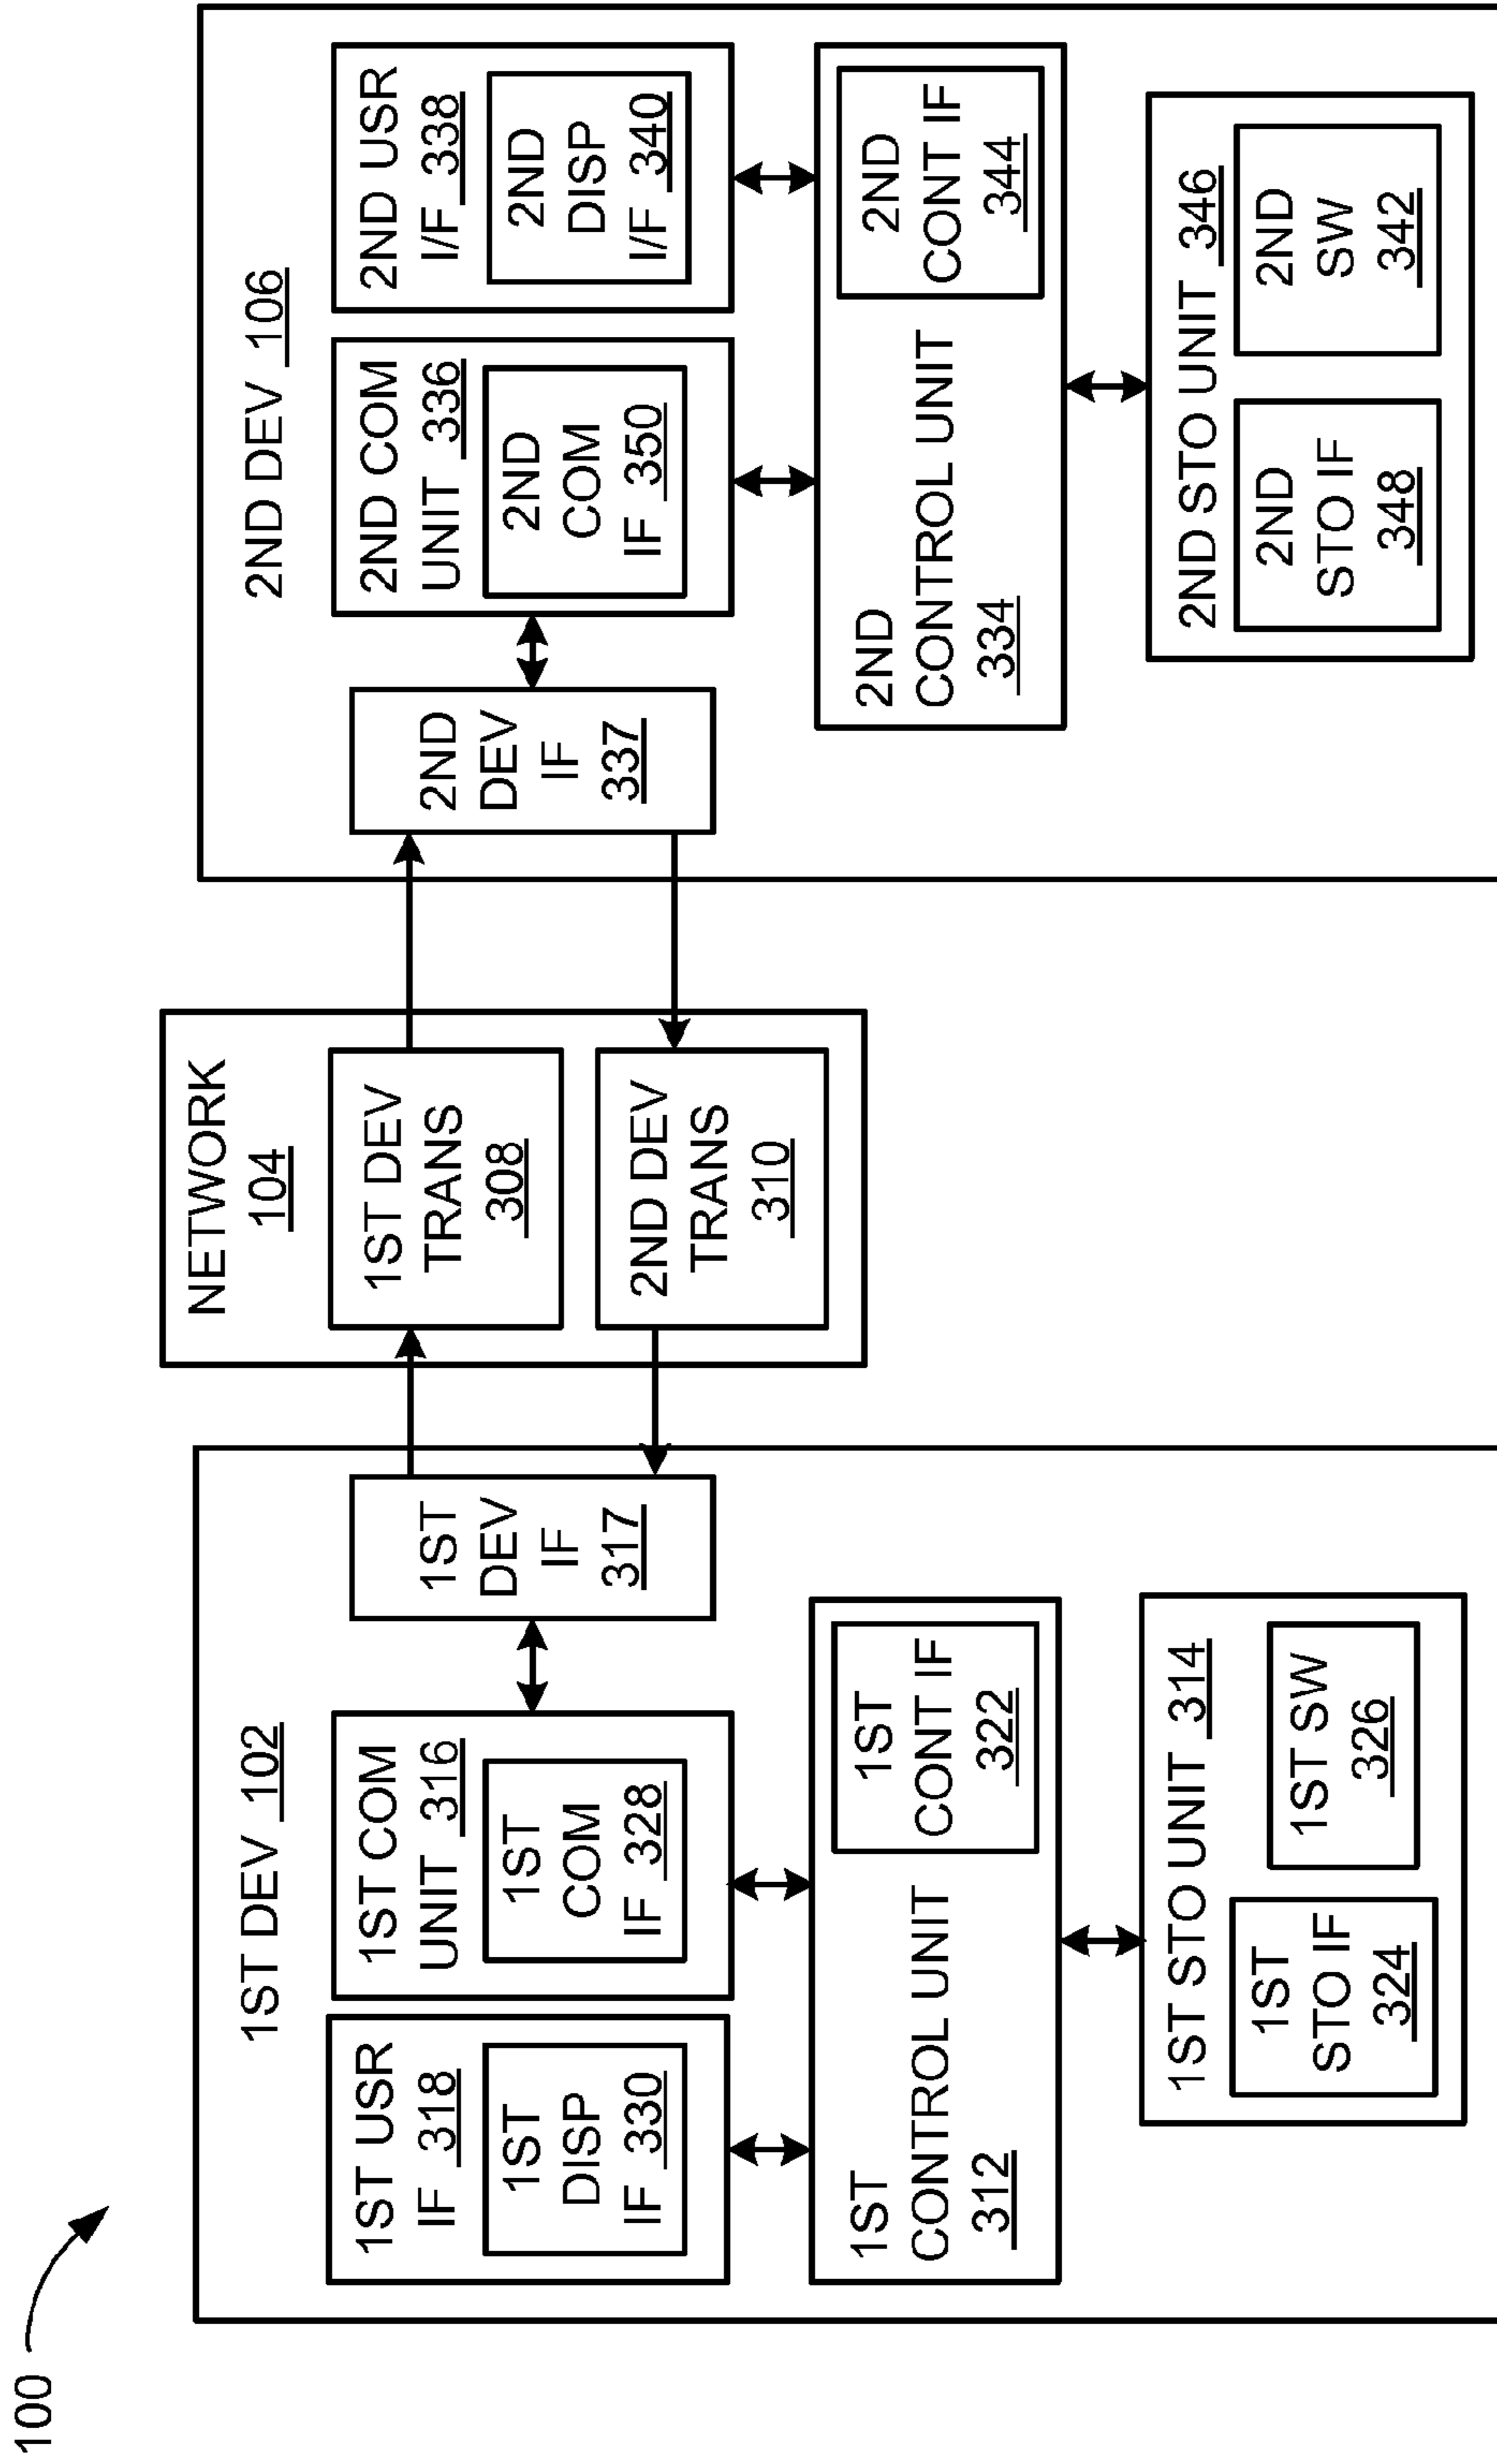 100
1ST DEV 102
1ST USR
IF 318
1ST
DISP
IF 330
1ST COM
UNIT 316
1ST
COM
IF 328
1ST
DEV
IF
317
1ST
CONTROL UNIT
312
1ST
CONT IF
322
1ST STO UNIT 314
1ST
STO IF
324
1ST SW
326
NETWORK
104
1ST DEV
TRANS
308
2ND DEV
TRANS
310
2ND DEV 106
2ND
DEV
IF
337
2ND COM
UNIT 336
2ND
COM
IF 350
2ND USR
I/F 338
2ND
DISP
I/F 340
2ND
CONTROL UNIT
334
2ND
CONT IF
344
2ND STO UNIT 346
2ND
STO IF
348
2ND
SW
342